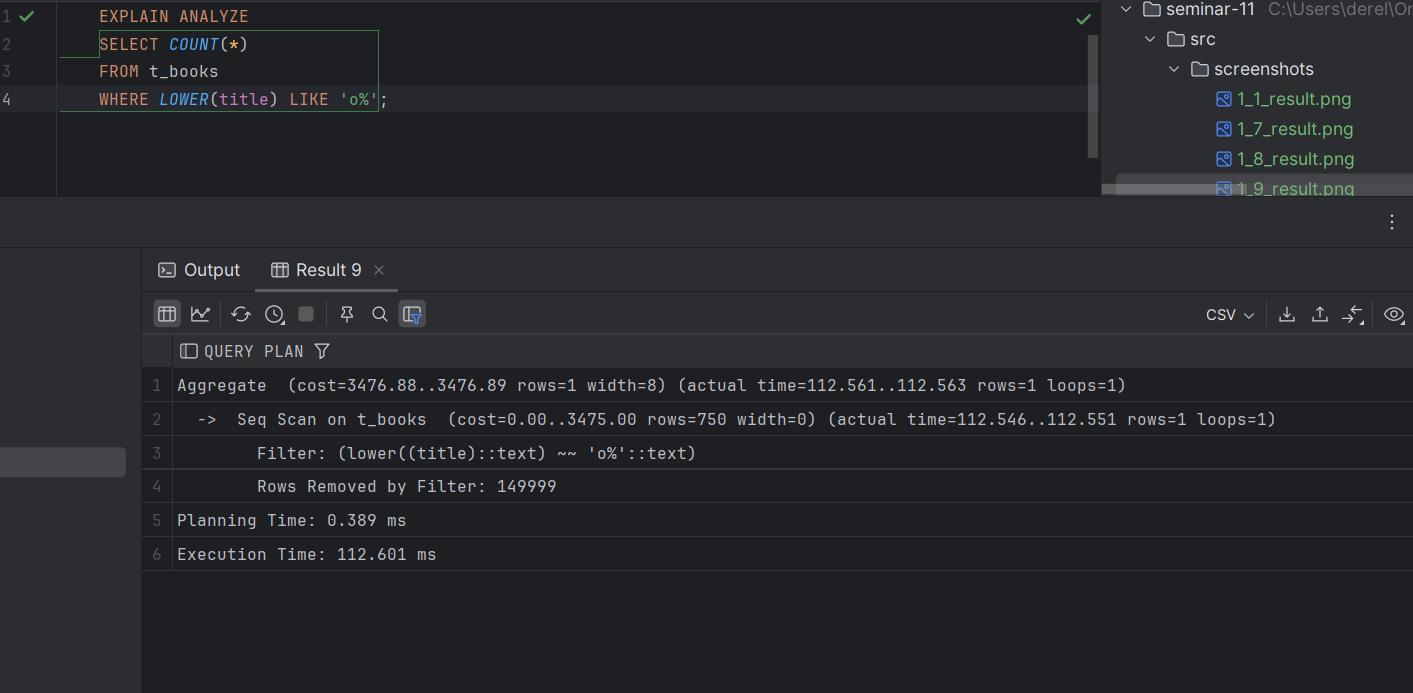 1 EXPLAIN ANALYZE
2 SELECT COUNT(*)
3 FROM t_books
4 WHERE LOWER(title) LIKE 'o%';
seminar-11 C:\Users\derel\Or
src
screenshots
1_1_result.png
1_7_result.png
1_8_result.png
1_9_result.png
Output Result 9
CSV
QUERY PLAN
1 Aggregate  (cost=3476.88..3476.89 rows=1 width=8) (actual time=112.561..112.563 rows=1 loops=1)
2   ->  Seq Scan on t_books  (cost=0.00..3475.00 rows=750 width=0) (actual time=112.546..112.551 rows=1 loops=1)
3         Filter: (lower((title)::text) ~~ 'o%'::text)
4         Rows Removed by Filter: 149999
5 Planning Time: 0.389 ms
6 Execution Time: 112.601 ms